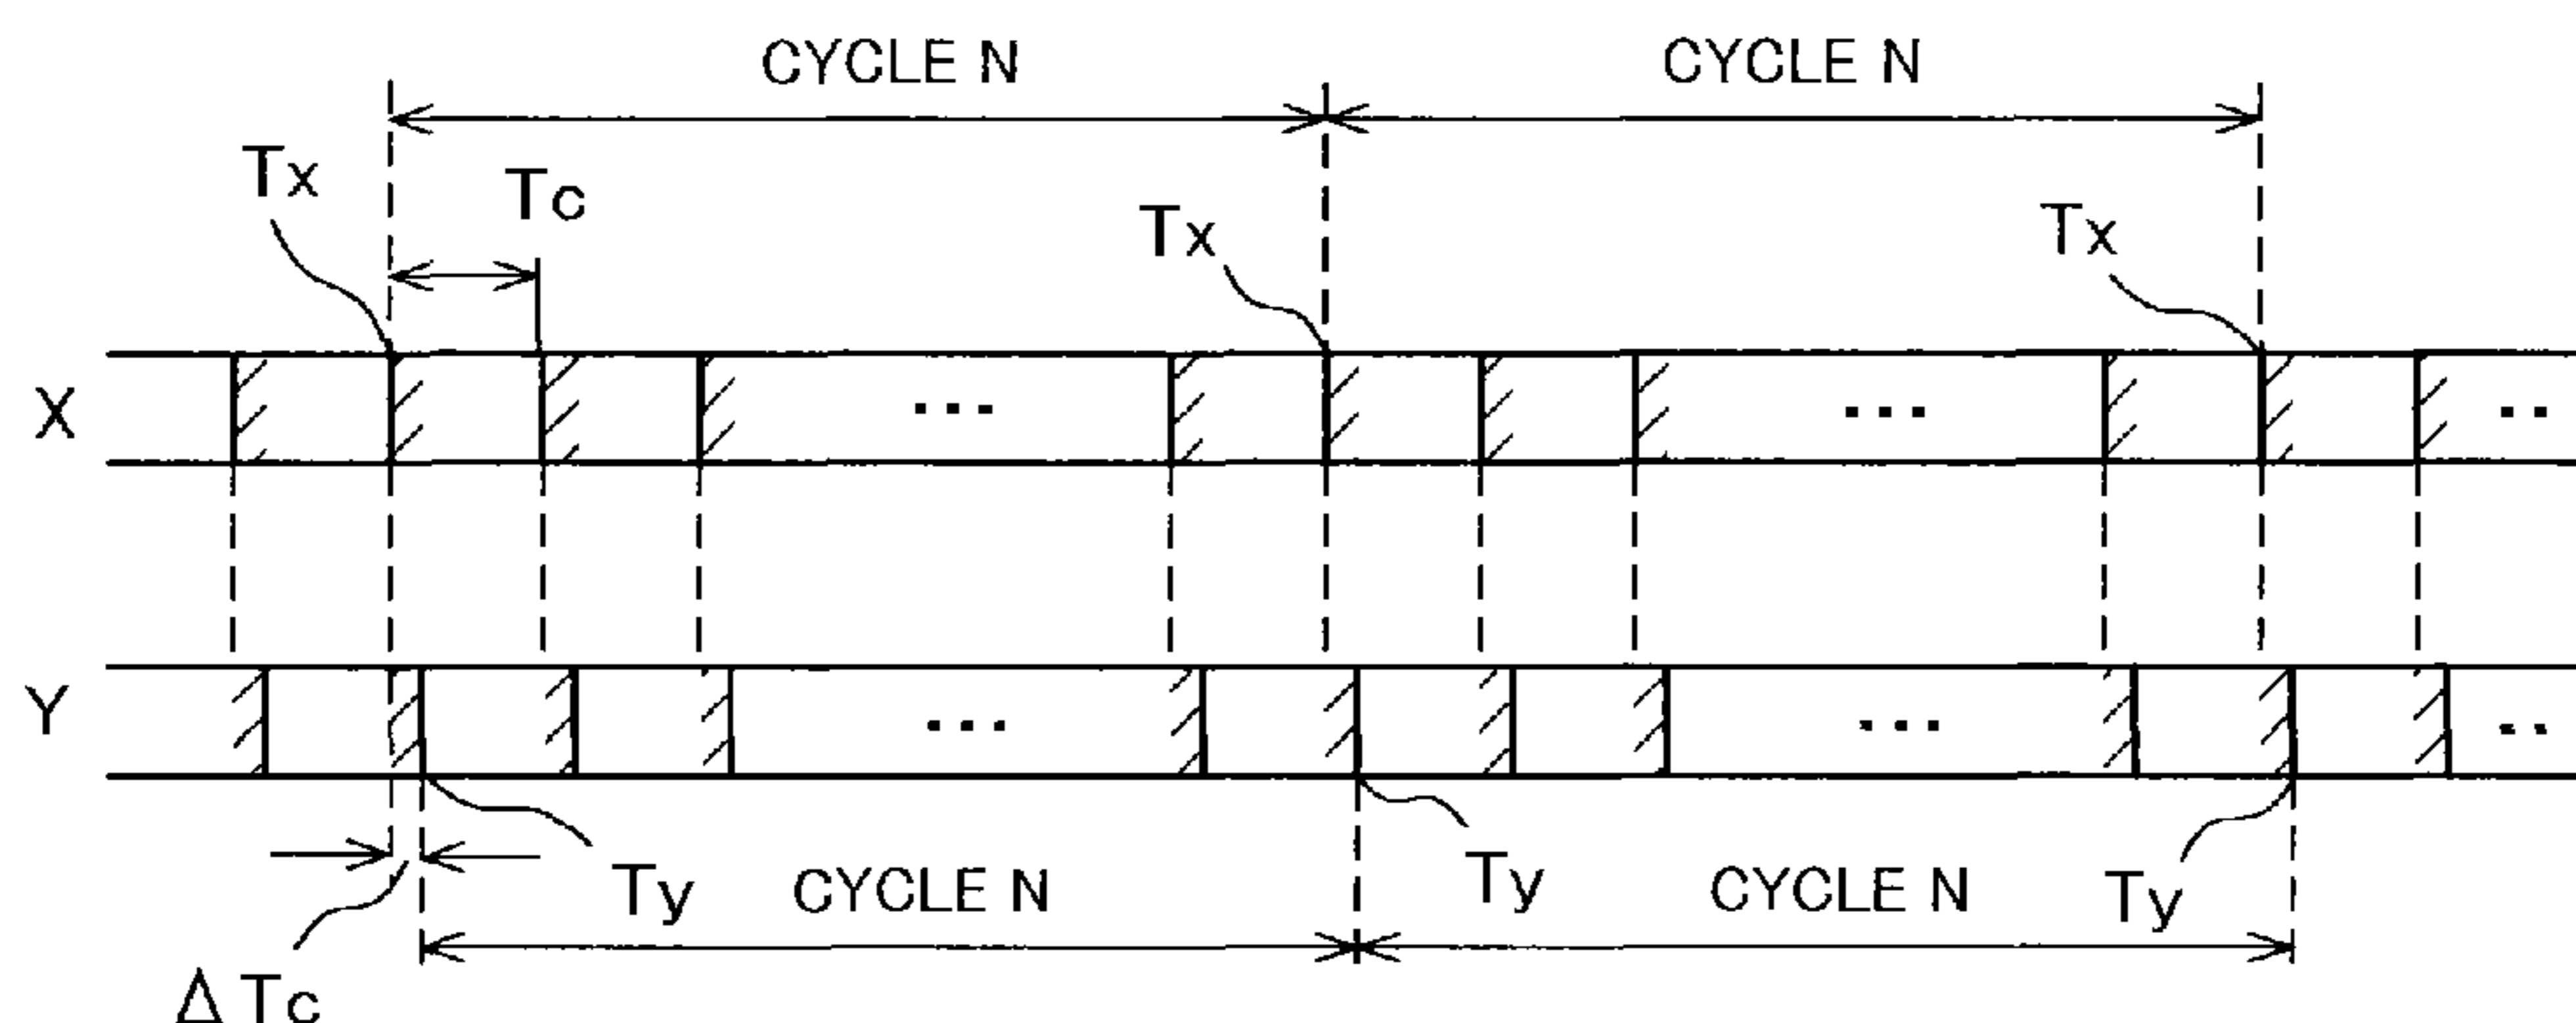 CYCLE N CYCLE N
Tx Tc Tx Tx
X ... ... ..
Y ... ... ..
Ty CYCLE N Ty CYCLE N Ty
ΔTc